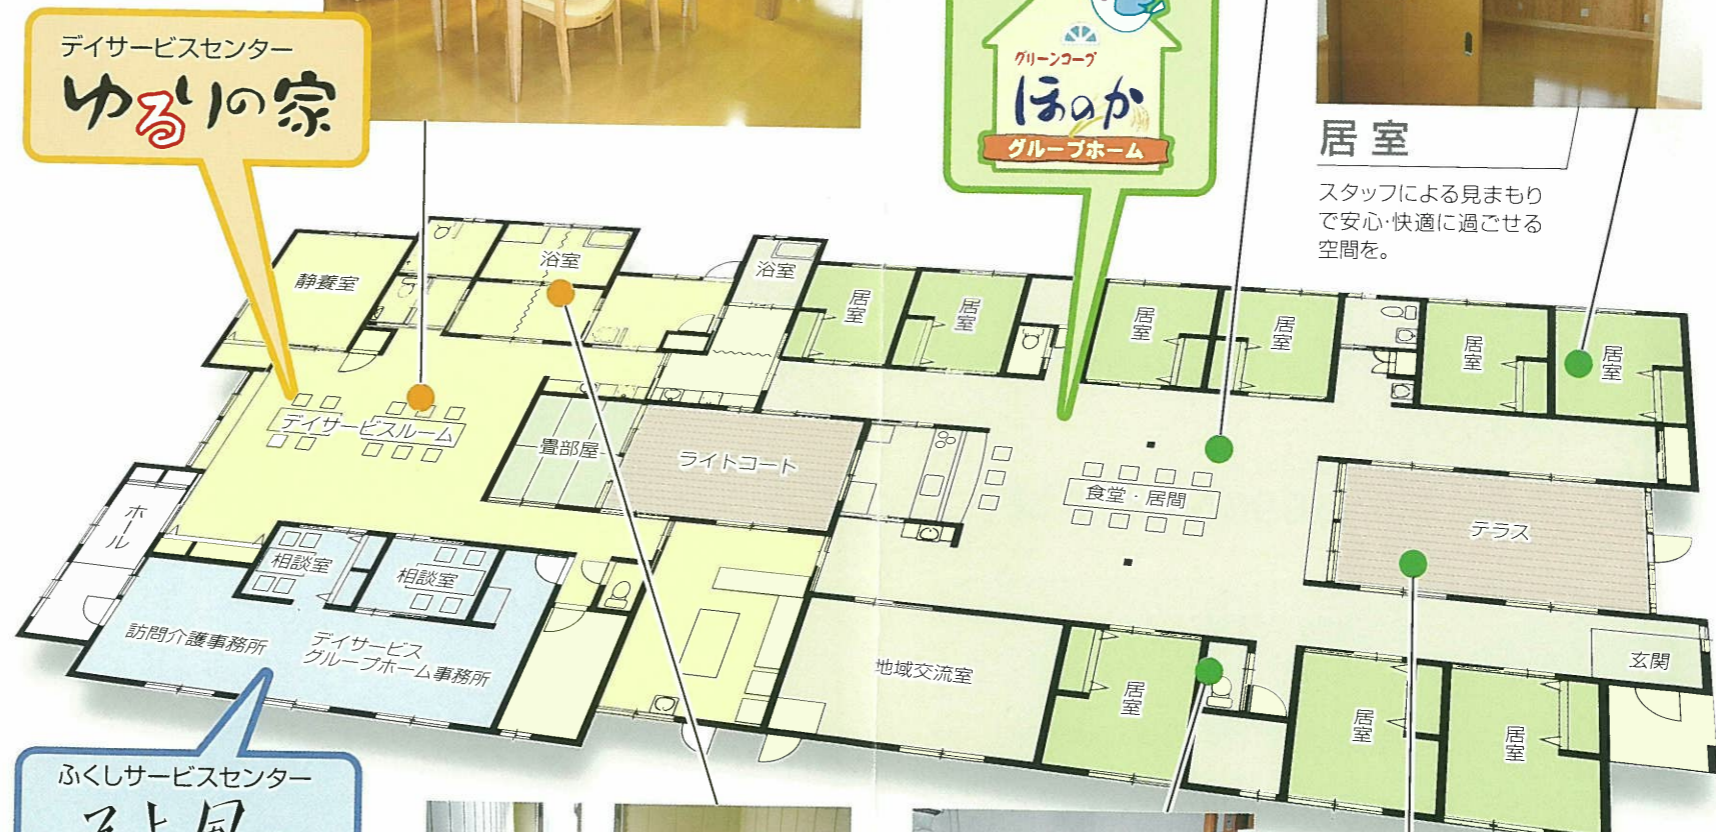 デイサービスセンター
ゆるりの家
グリーンコープ
ほのか
グループホーム
居室
スタッフによる見まもり
で安心・快適に過ごせる
空間を。
静養室
浴室
浴室
居室
居室
居室
居室
居室
居室
デイサービスルーム
畳部屋
ライトコート
食堂・居間
テラス
ホール
相談室
相談室
訪問介護事務所
デイサービス
グループホーム事務所
地域交流室
居室
居室
居室
玄関
ふくしサービスセンター
そよ風